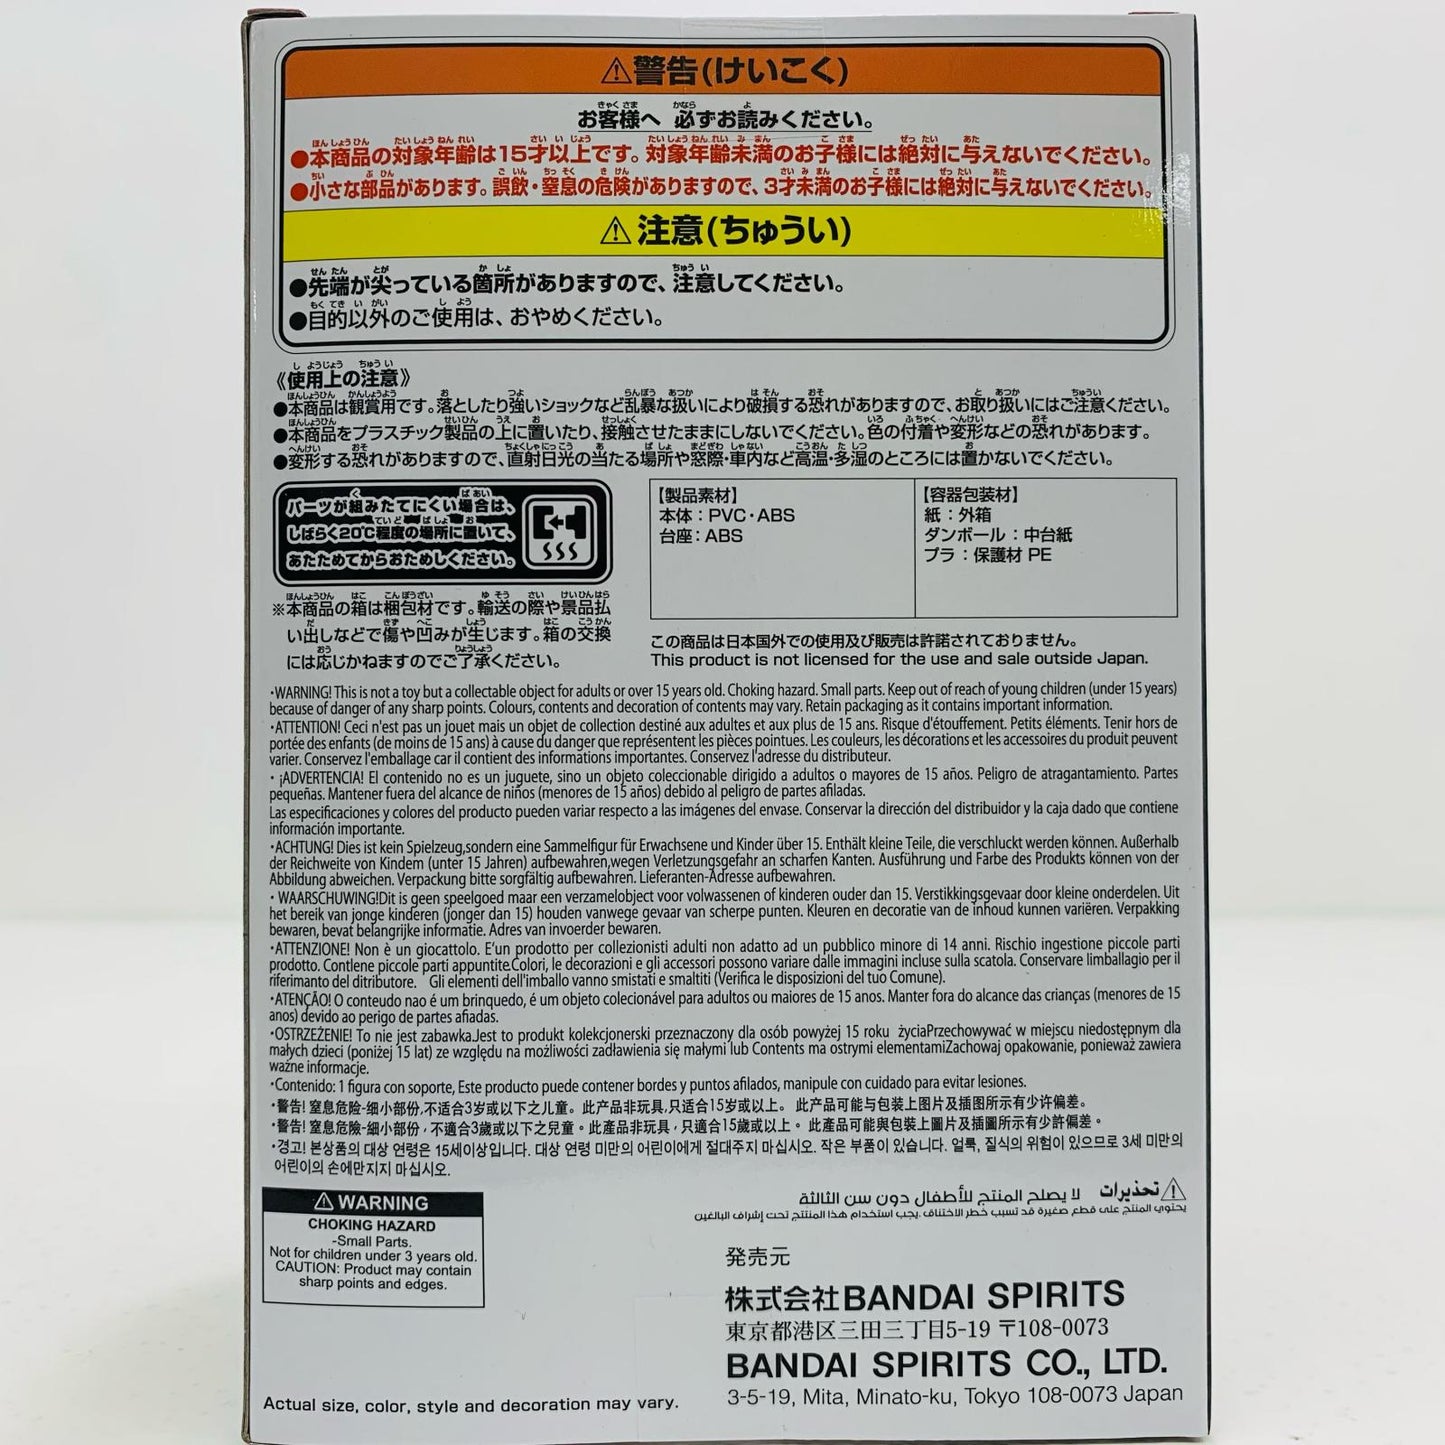 ⚠警告(けいこく)
お客様へ 必ずお読みください。
●本商品の対象年齢は15才以上です。対象年齢未満のお子様には絶対に与えないでください。
●小さな部品があります。誤飲・窒息の危険がありますので、3才未満のお子様には絶対に与えないでください。
⚠注意(ちゅうい)
●先端が尖っている箇所がありますので、注意してください。
●目的以外のご使用は、おやめください。
《使用上の注意》
●本商品は観賞用です。落としたり強いショックなど乱暴な扱いにより破損する恐れがありますので、お取り扱いにはご注意ください。
●本商品をプラスチック製品の上に置いたり、接触させたままにしないでください。色の付着や変形などの恐れがあります。
●変形する恐れがありますので、直射日光の当たる場所や窓際・車内など高温・多湿のところには置かないでください。
パーツが組みたてにくい場合は、
しばらく20℃程度の場所に置いて、
あたためてからおためしください。
※本商品の箱は梱包材です。輸送の際や景品払
い出しなどで傷や凹みが生じます。箱の交換
には応じかねますのでご了承ください。
【製品素材】
本体：PVC・ABS
台座：ABS
【容器包装材】
紙：外箱
ダンボール：中台紙
プラ：保護材 PE
この商品は日本国外での使用及び販売は許諾されておりません。
This product is not licensed for the use and sale outside Japan.
・WARNING! This is not a toy but a collectable object for adults or over 15 years old. Choking hazard. Small parts. Keep out of reach of young children (under 15 years)
because of danger of any sharp points. Colours, contents and decoration of contents may vary. Retain packaging as it contains important information.
・ATTENTION! Ceci n'est pas un jouet mais un objet de collection destiné aux adultes et aux plus de 15 ans. Risque d'étouffement. Petits éléments. Tenir hors de
portée des enfants (de moins de 15 ans) à cause du danger que représentent les pièces pointues. Les couleurs, les décorations et les accessoires du produit peuvent
varier. Conservez l'emballage car il contient des informations importantes. Conservez l'adresse du distributeur.
・¡ADVERTENCIA! El contenido no es un juguete, sino un objeto coleccionable dirigido a adultos o mayores de 15 años. Peligro de atragantamiento. Partes
pequeñas. Mantener fuera del alcance de niños (menores de 15 años) debido al peligro de partes afiladas.
Las especificaciones y colores del producto pueden variar respecto a las imágenes del envase. Conservar la dirección del distribuidor y la caja dado que contiene
información importante.
・ACHTUNG! Dies ist kein Spielzeug,sondern eine Sammelfigur für Erwachsene und Kinder über 15. Enthält kleine Teile, die verschluckt werden können. Außerhalb
der Reichweite von Kindern (unter 15 Jahren) aufbewahren,wegen Verletzungsgefahr an scharfen Kanten. Ausführung und Farbe des Produkts können von der
Abbildung abweichen. Verpackung bitte sorgfältig aufbewahren. Lieferanten-Adresse aufbewahren.
・WAARSCHUWING!Dit is geen speelgoed maar een verzamelobject voor volwassenen of kinderen ouder dan 15. Verstikkingsgevaar door kleine onderdelen. Uit
het bereik van jonge kinderen (jonger dan 15) houden vanwege gevaar van scherpe punten. Kleuren en decoratie van de inhoud kunnen variëren. Verpakking
bewaren, bevat belangrijke informatie. Adres van invoerder bewaren.
・ATTENZIONE! Non è un giocattolo. E'un prodotto per collezionisti adulti non adatto ad un pubblico minore di 14 anni. Rischio ingestione piccole parti
prodotto. Contlene piccole parti appuntite.Colori, le decorazioni e gli accessori possono variare dalle immagini incluse sulla scatola. Conservare limballagio per il
riferimanto del ditributore. Gli elementi dell'imballo vanno smistati e smaltiti (Verifica le disposizioni del tuo Comune).
・ATENÇÃO! O conteudo nao é um brinquedo, é um objeto colecionável para adultos ou maiores de 15 anos. Manter fora do alcance das crianças (menores de 15
anos) devido ao perigo de partes afiadas.
・OSTRZEŻENIE! To nie jest zabawka.Jest to produkt kolekcjonerski przeznaczony dla osób powyżej 15 roku życiaPrzechowywać w miejscu niedostępnym dla
małych dzieci (poniżej 15 lat) ze względu na możliwości zadławienia się małymi lub Contents ma ostrymi elementamiZachowaj opakowanie, ponieważ zawiera
ważne informacje.
・Contenido: 1 figura con soporte, Este producto puede contener bordes y puntos afilados, manipule con cuidado para evitar lesiones.
・警告! 窒息危险-细小部份,不适合3岁或以下之儿童。此产品非玩具,只适合15岁或以上。 此产品可能与包装上图片及插图所示有少许偏差。
・警告! 窒息危險-細小部份，不適合3歲或以下之兒童。此產品非玩具，只適合15歲或以上。此產品可能與包裝上圖片及插圖所示有少許偏差。
・경고! 본상품의 대상 연령은 15세이상입니다. 대상 연령 미만의 어린이에게 절대주지 마십시오. 작은 부품이 있습니다. 얼룩, 질식의 위험이 있으므로 3세 미만의
어린이의 손에만지지 마십시오.
⚠تحذيرات لا يصلح المنتج للأطفال دون سن الثالثة
يحتوي المنتج على قطع صغيرة قد تسبب خطر الاختناق .يجب استخدام هذا المنتج تحت إشراف البالغين
⚠WARNING
CHOKING HAZARD
-Small Parts.
Not for children under 3 years old.
CAUTION: Product may contain
sharp points and edges.
発売元
株式会社BANDAI SPIRITS
東京都港区三田三丁目5-19 〒108-0073
BANDAI SPIRITS CO., LTD.
3-5-19, Mita, Minato-ku, Tokyo 108-0073 Japan
Actual size, color, style and decoration may vary.